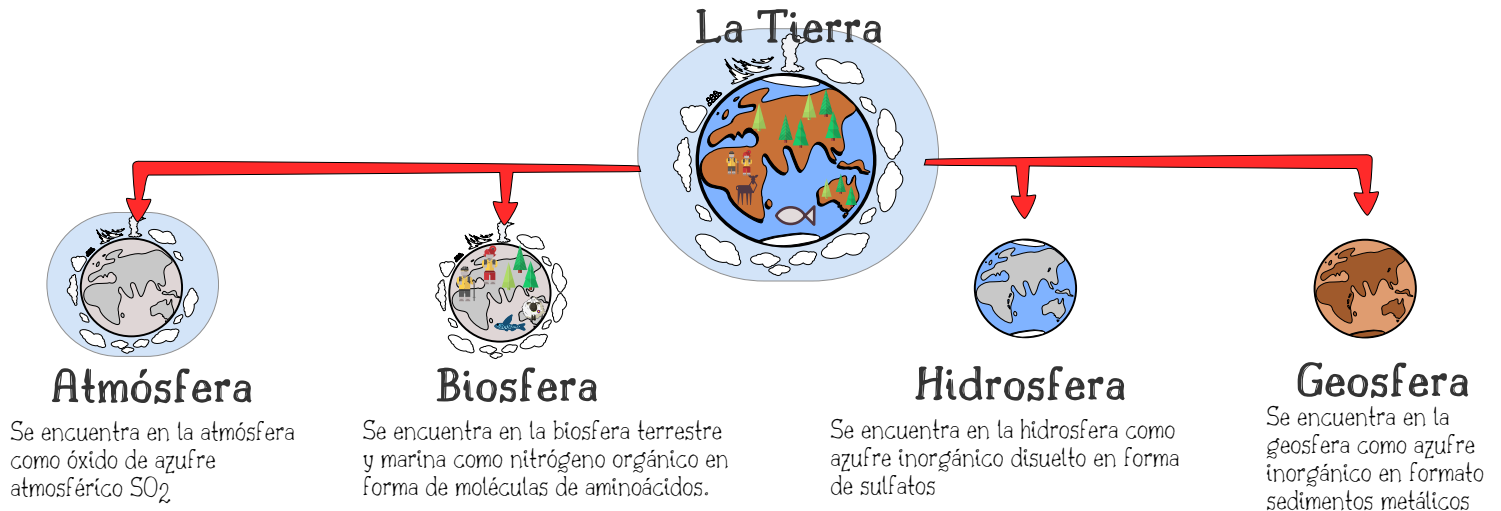 La Tierra
Atmósfera
Se encuentra en la atmósfera
como óxido de azufre
atmosférico SO2
Biosfera
Se encuentra en la biosfera terrestre
y marina como nitrógeno orgánico en
forma de moléculas de aminoácidos.
Hidrosfera
Se encuentra en la hidrosfera como
azufre inorgánico disuelto en forma
de sulfatos
Geosfera
Se encuentra en la
geosfera como azufre
inorgánico en formato
sedimentos metálicos